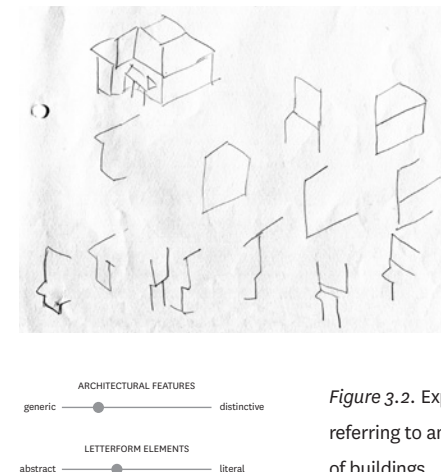 ARCHITECTURAL FEATURES
generic distinctive
LETTERFORM ELEMENTS
abstract literal
Figure 3.2. Exp
referring to ar
of buildings.